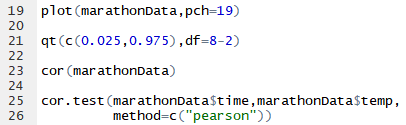 19 plot(marathonData,pch=19)
20
21 qt(c(0.025,0.975),df=8-2)
22
23 cor(marathonData)
24
25 cor.test(marathonData$time,marathonData$temp,
26          method=c("pearson"))